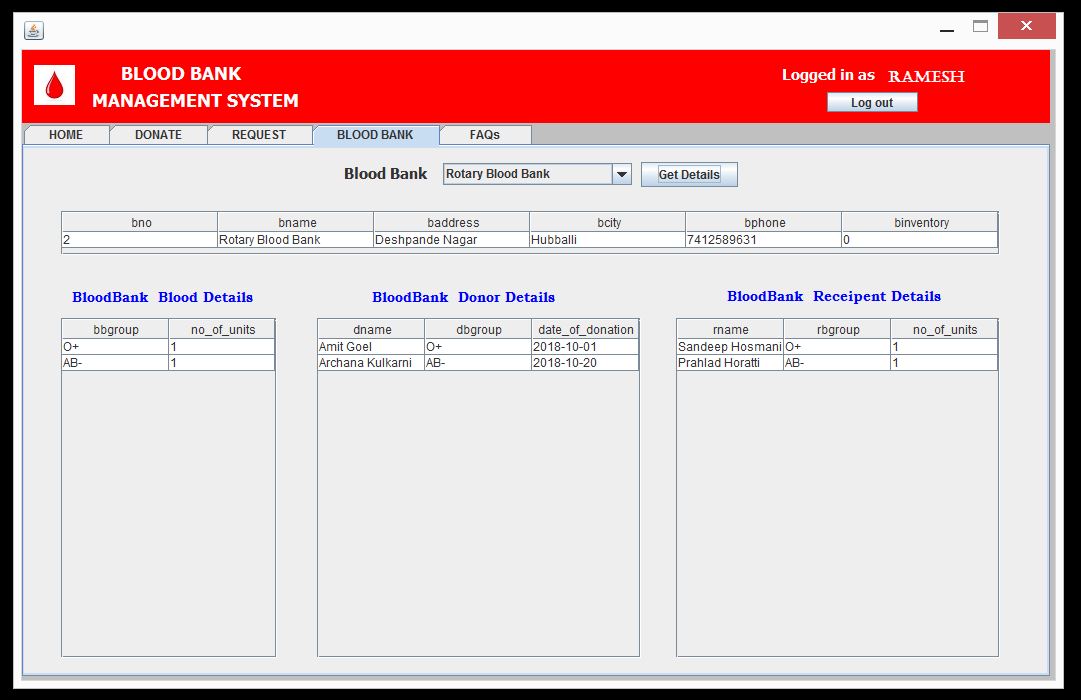 BLOOD BANK
MANAGEMENT SYSTEM
Logged in as RAMESH
Log out
HOME DONATE REQUEST BLOOD BANK FAQs
Blood Bank Rotary Blood Bank Get Details
bno bname baddress bcity bphone binventory
2 Rotary Blood Bank Deshpande Nagar Hubballi 7412589631 0
BloodBank Blood Details
bbgroup no_of_units
O+ 1
AB- 1
BloodBank Donor Details
dname dbgroup date_of_donation
Amit Goel O+ 2018-10-01
Archana Kulkarni AB- 2018-10-20
BloodBank Receipent Details
rname rbgroup no_of_units
Sandeep Hosmani O+ 1
Prahlad Horatti AB- 1